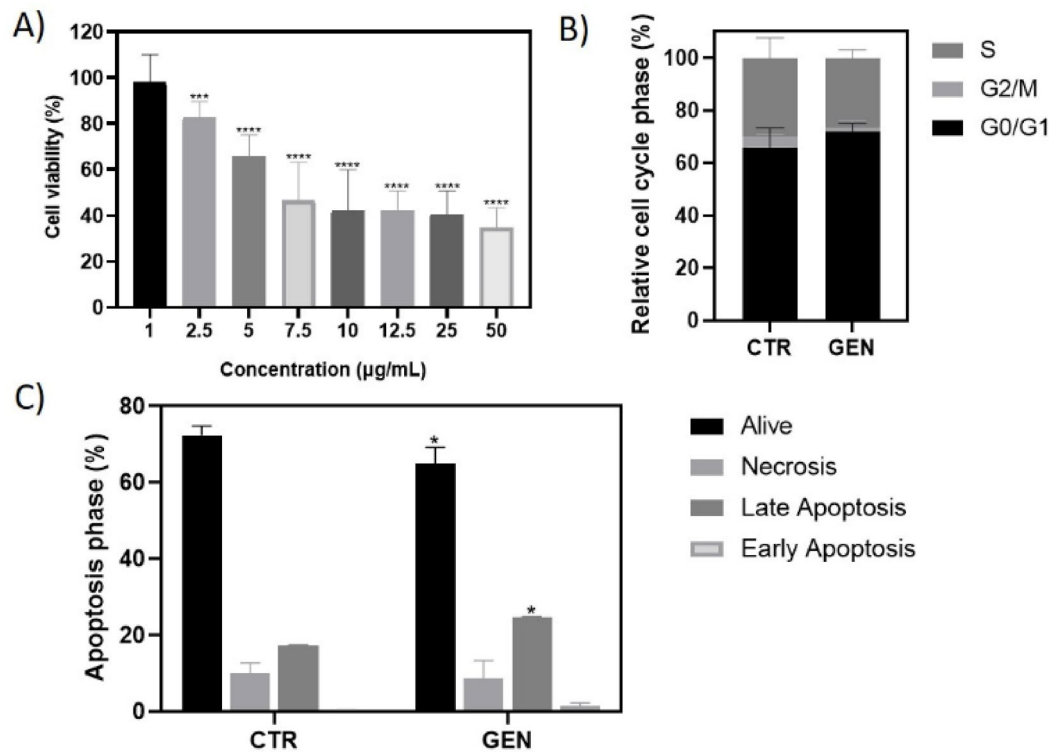 A)
Cell viability (%)
120
100
80
60
40
20
0
***
****
****
****
****
****
****
1 2.5 5 7.5 10 12.5 25 50
Concentration (µg/mL)
B)
Relative cell cycle phase (%)
100
80
60
40
20
0
CTR GEN
S
G2/M
G0/G1
C)
Apoptosis phase (%)
80
60
40
20
0
*
*
CTR GEN
Alive
Necrosis
Late Apoptosis
Early Apoptosis